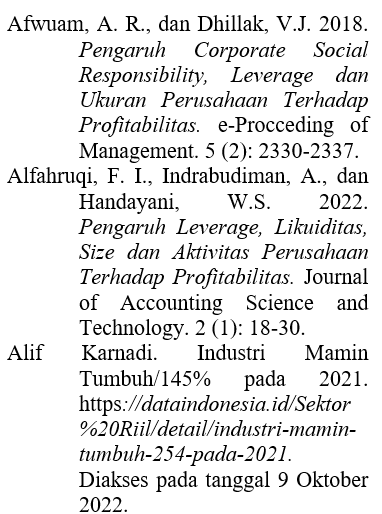 Afwuam, A. R., dan Dhillak, V.J. 2018.
Pengaruh Corporate Social
Responsibility, Leverage dan
Ukuran Perusahaan Terhadap
Profitabilitas. e-Procceding of
Management. 5 (2): 2330-2337.
Alfahruqi, F. I., Indrabudiman, A., dan
Handayani, W.S. 2022.
Pengaruh Leverage, Likuiditas,
Size dan Aktivitas Perusahaan
Terhadap Profitabilitas. Journal
of Accounting Science and
Technology. 2 (1): 18-30.
Alif Karnadi. Industri Mamin
Tumbuh/145% pada 2021.
https://dataindonesia.id/Sektor
%20Riil/detail/industri-mamin-
tumbuh-254-pada-2021.
Diakses pada tanggal 9 Oktober
2022.